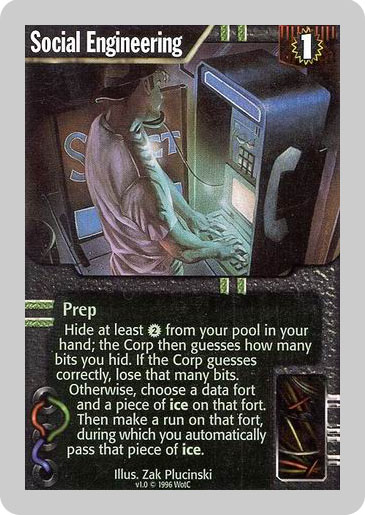 Social Engineering
1
Prep
Hide at least 2 from your pool in your
hand; the Corp then guesses how many
bits you hid. If the Corp guesses
correctly, lose that many bits.
Otherwise, choose a data fort
and a piece of ice on that fort.
Then make a run on that fort,
during which you automatically
pass that piece of ice.
Illus. Zak Plucinski
v1.0 © 1996 WotC